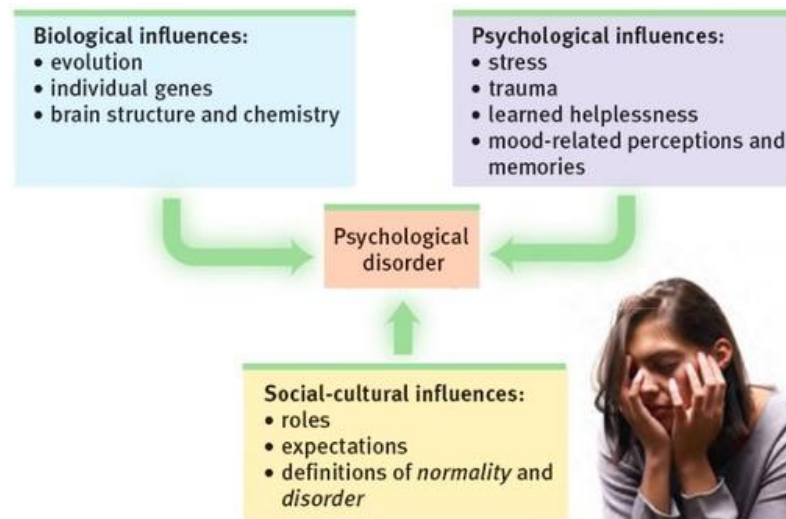 Biological influences:
• evolution
• individual genes
• brain structure and chemistry
Psychological influences:
• stress
• trauma
• learned helplessness
• mood-related perceptions and
memories
Psychological
disorder
Social-cultural influences:
• roles
• expectations
• definitions of normality and
disorder